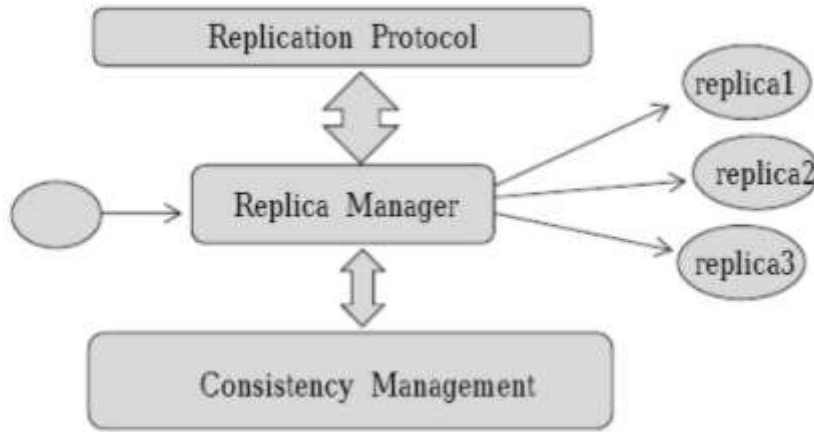 Replication Protocol
replica1
replica2
Replica Manager
replica3
Consistency Management